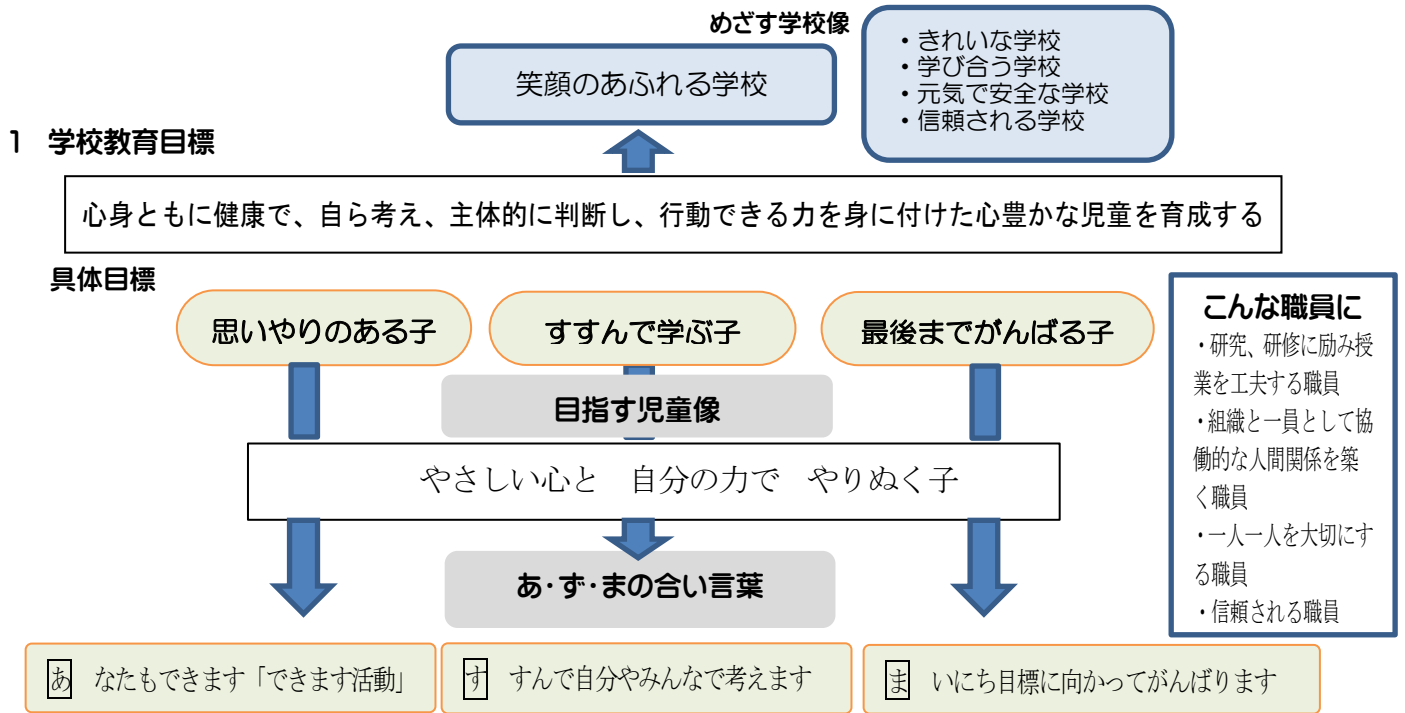 めざす学校像
笑顔のあふれる学校
・きれいな学校
・学び合う学校
・元気で安全な学校
・信頼される学校
1 学校教育目標
心身ともに健康で、自ら考え、主体的に判断し、行動できる力を身に付けた心豊かな児童を育成する
具体目標
思いやりのある子
すすんで学ぶ子
最後までがんばる子
目指す児童像
やさしい心と 自分の力で やりぬく子
あ・ず・まの合い言葉
あ なたもできます「できます活動」
す すんで自分やみんなで考えます
ま いにち目標に向かってがんばります
こんな職員に
・研究、研修に励み授
業を工夫する職員
・組織と一員として協
働的な人間関係を築
く職員
・一人一人を大切にす
る職員
・信頼される職員